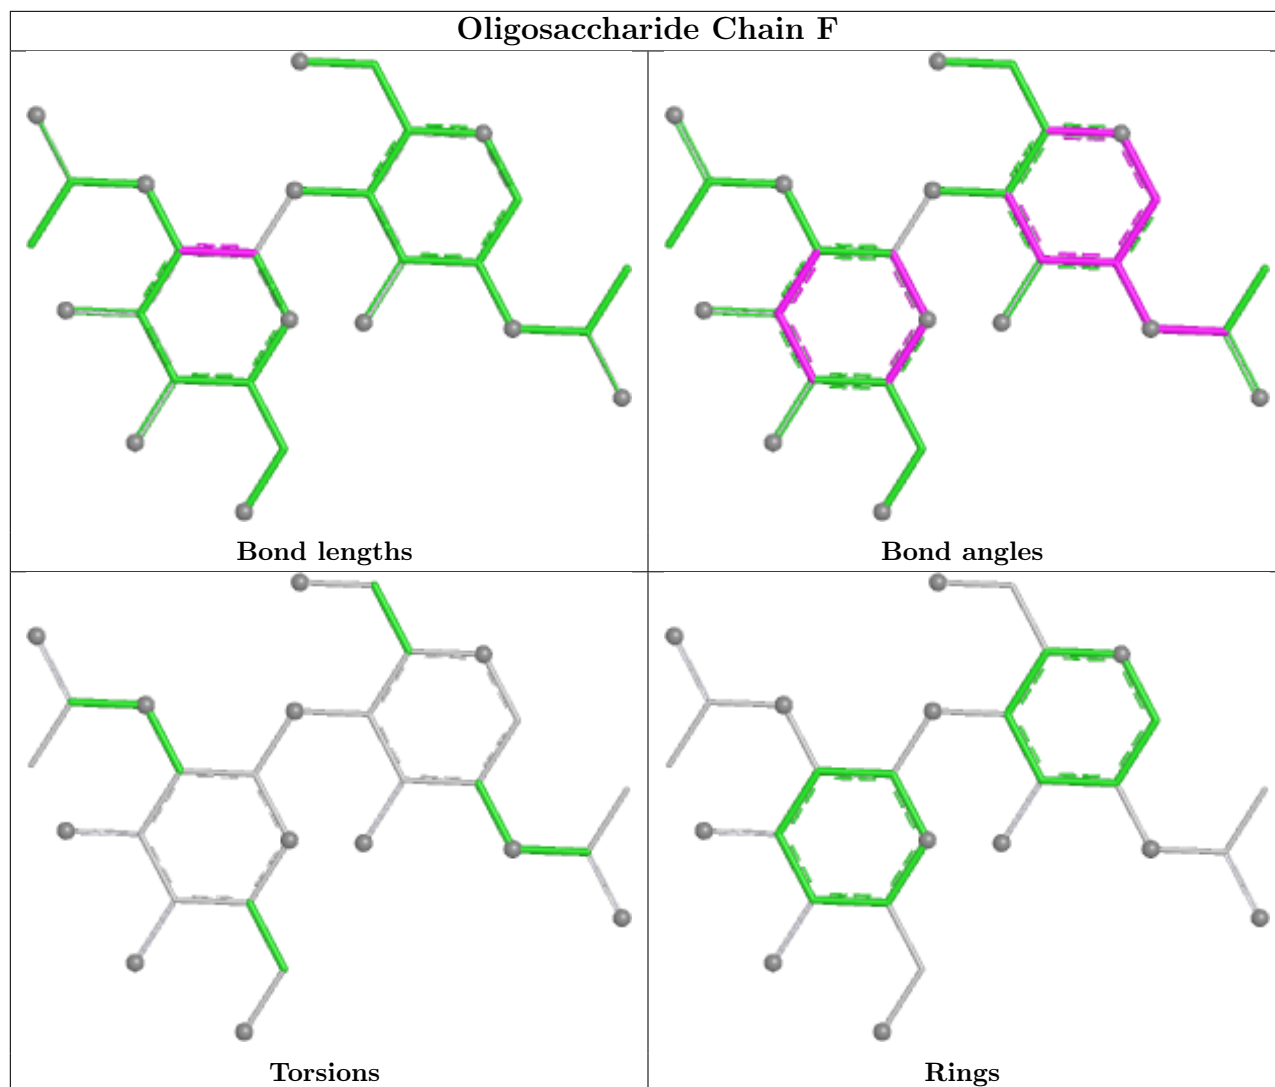 Oligosaccharide Chain F
Bond lengths
Bond angles
Torsions
Rings